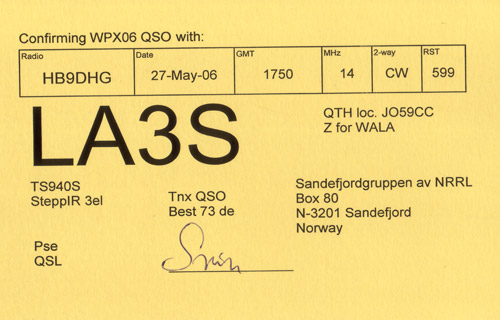 Confirming WPX06 QSO with:
Radio Date GMT MHz 2-way RST
HB9DHG 27-May-06 1750 14 CW 599
LA3S
QTH loc. JO59CC
Z for WALA
TS940S
SteppIR 3el
Tnx QSO
Best 73 de
Sandefjordgruppen av NRRL
Box 80
N-3201 Sandefjord
Norway
Pse
QSL